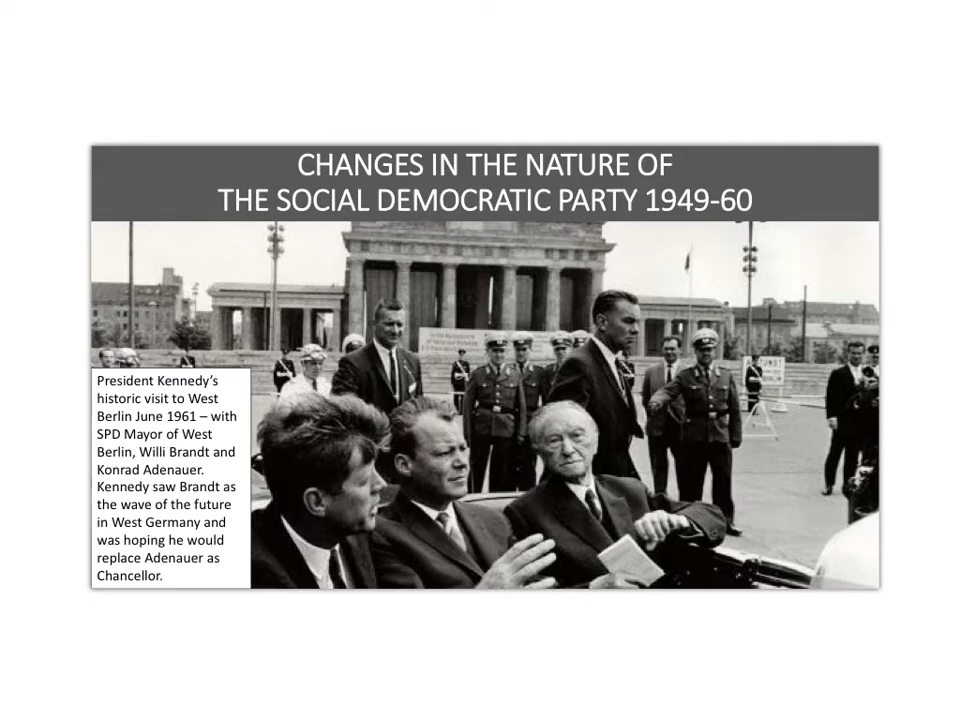 CHANGES IN THE NATURE OF
THE SOCIAL DEMOCRATIC PARTY 1949-60
President Kennedy’s
historic visit to West
Berlin June 1961 – with
SPD Mayor of West
Berlin, Willi Brandt and
Konrad Adenauer.
Kennedy saw Brandt as
the wave of the future
in West Germany and
was hoping he would
replace Adenauer as
Chancellor.